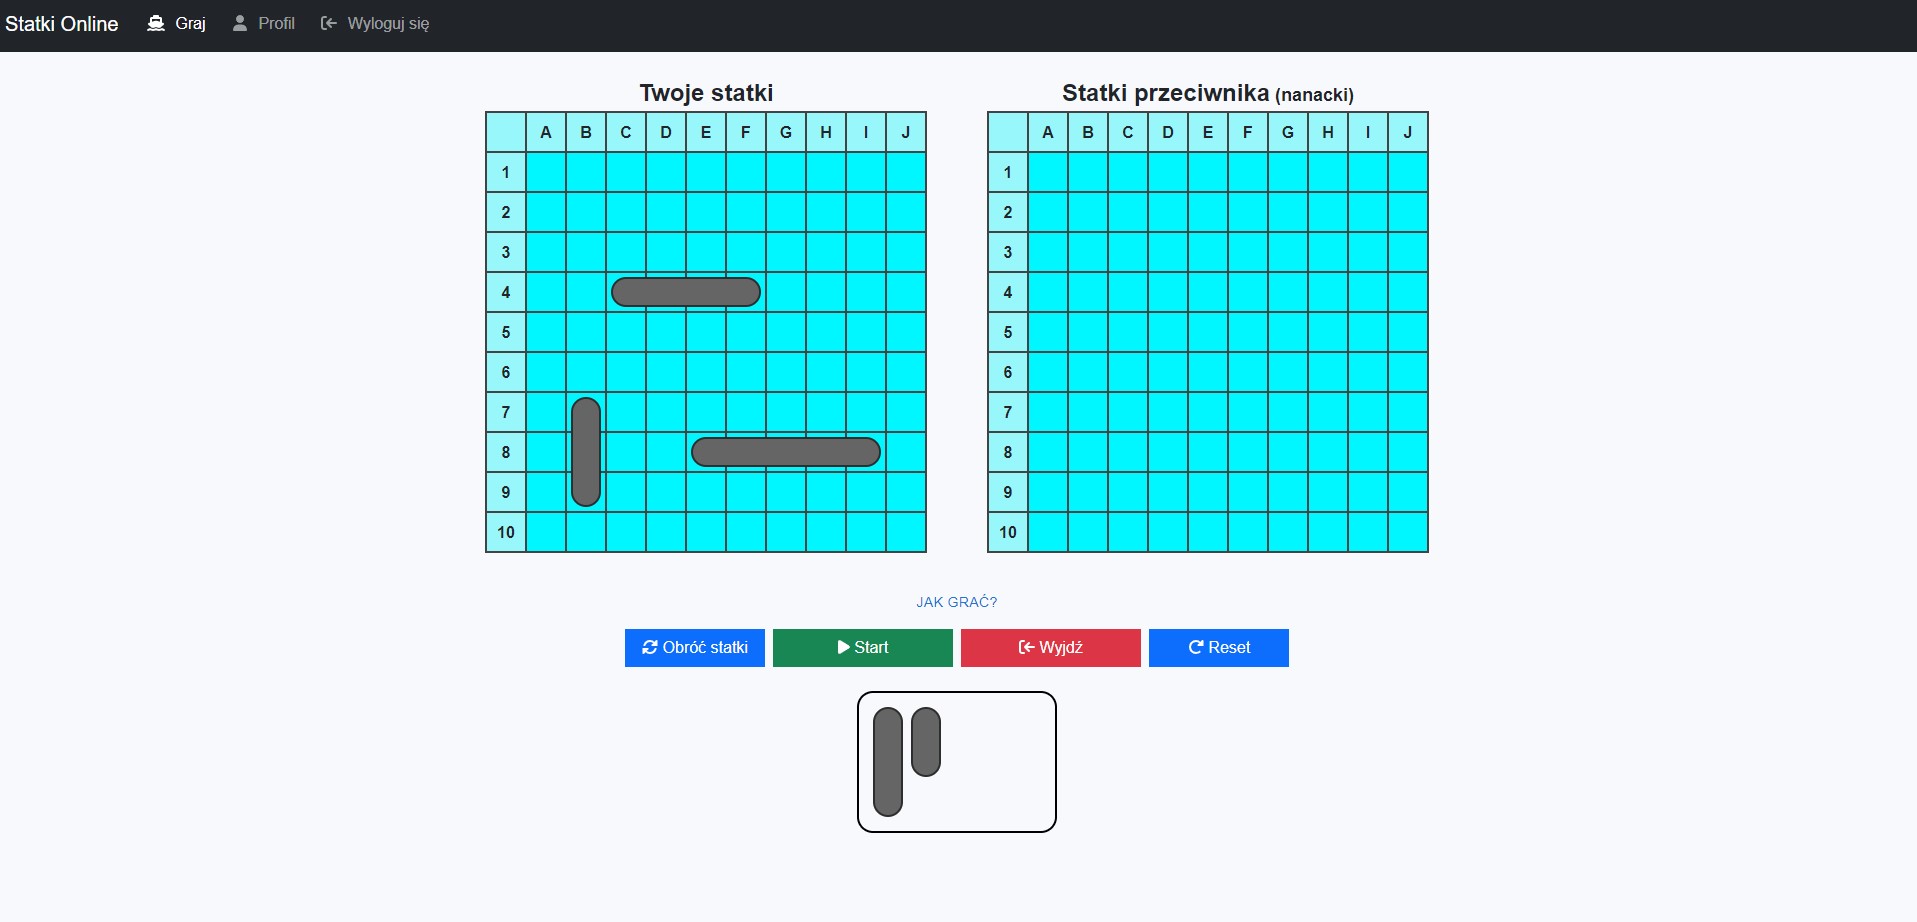 Statki Online Graj Profil Wyloguj się
Twoje statki
A B C D E F G H I J
1
2
3
4
5
6
7
8
9
10
Statki przeciwnika (nanacki)
A B C D E F G H I J
1
2
3
4
5
6
7
8
9
10
JAK GRAĆ?
Obróć statki Start Wyjdź Reset